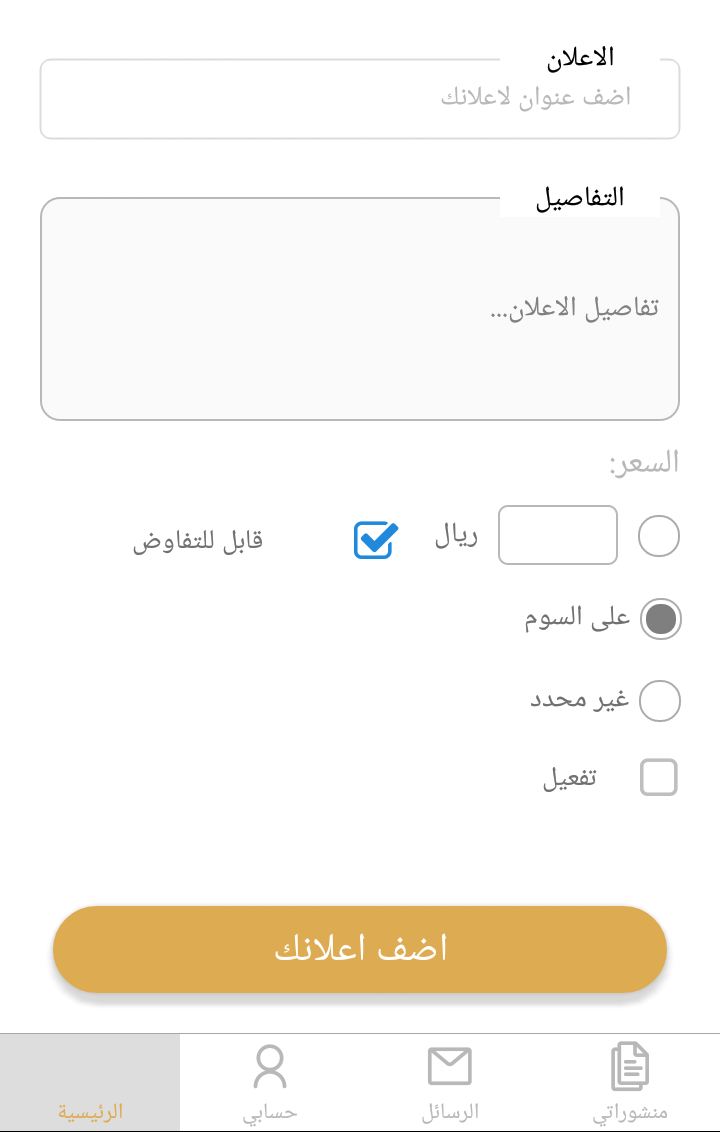 الاعلان
اضف عنوان لاعلانك
التفاصيل
تفاصيل الاعلان...
السعر:
ريال
قابل للتفاوض
على السوم
غير محدد
تفعيل
اضف اعلانك
منشوراتي
الرسائل
حسابي
الرئيسية